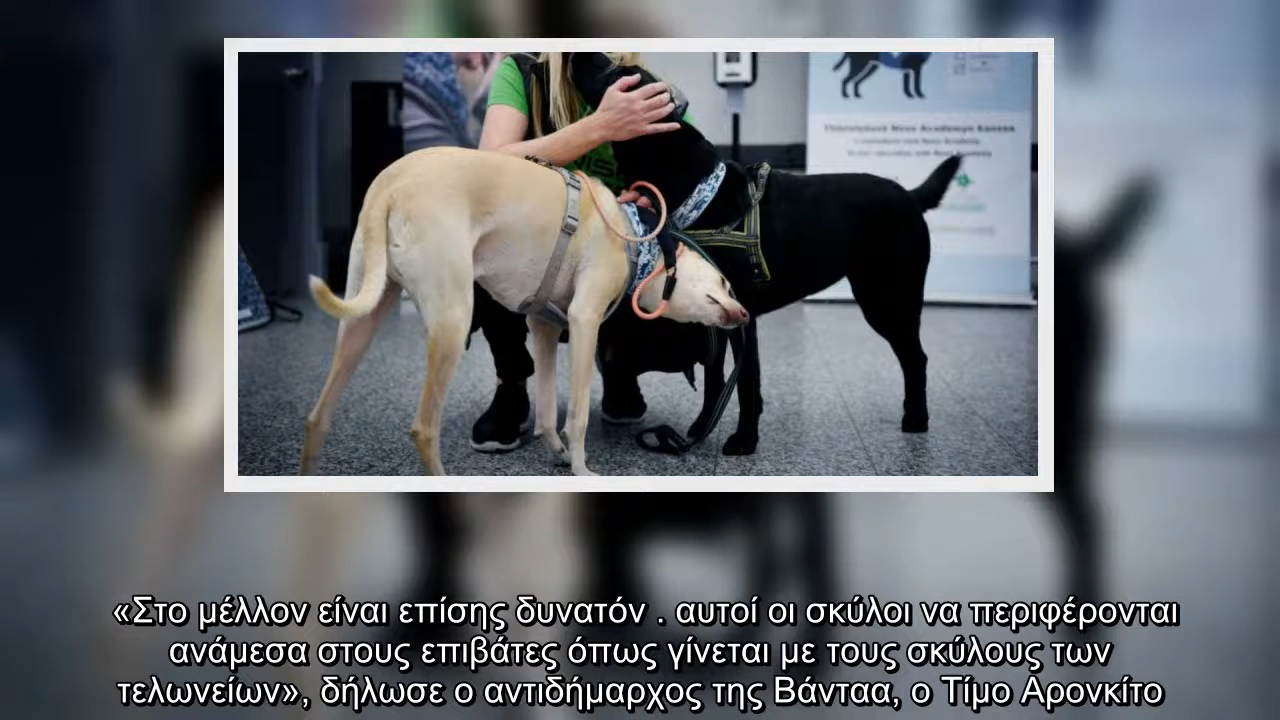 «Στο μέλλον είναι επίσης δυνατόν . αυτοί οι σκύλοι να περιφέρονται
ανάμεσα στους επιβάτες όπως γίνεται με τους σκύλους των
τελωνείων», δήλωσε ο αντιδήμαρχος της Βάνταα, ο Τίμο Αρονκίτο